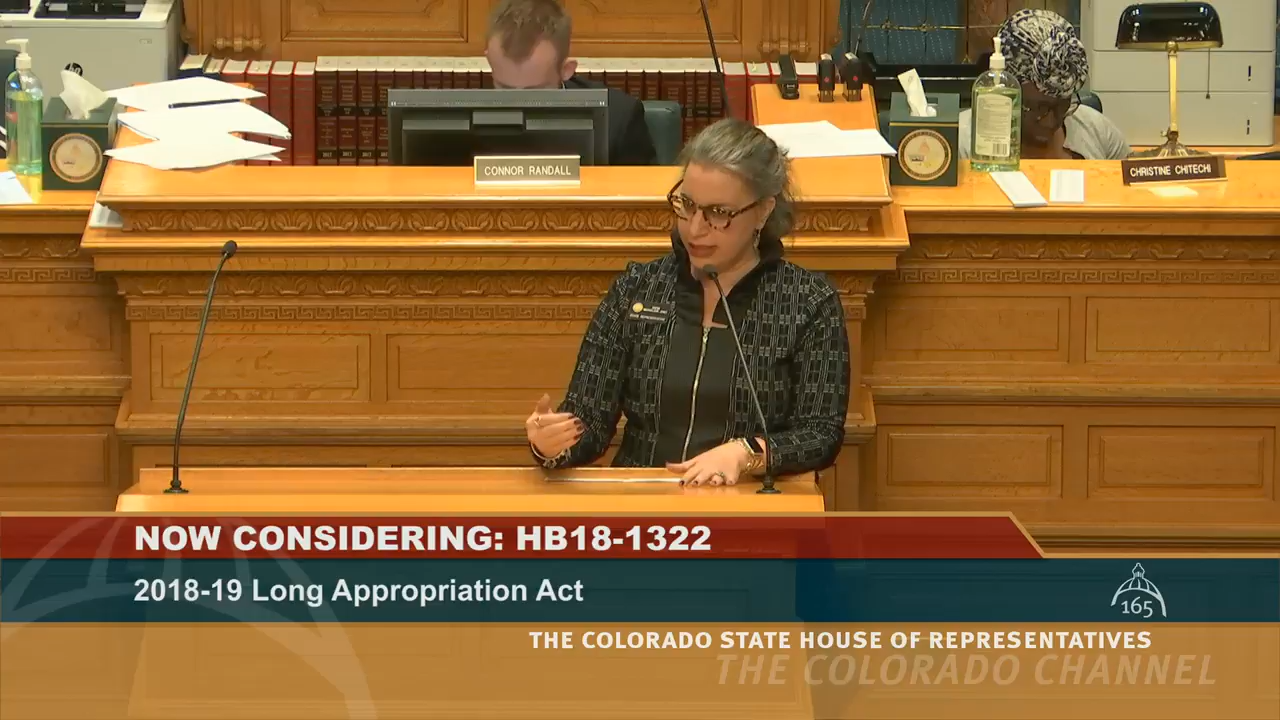 CONNOR RANDALL
CHRISTINE CHITECHI
NOW CONSIDERING: HB18-1322
2018-19 Long Appropriation Act
165
THE COLORADO STATE HOUSE OF REPRESENTATIVES
THE COLORADO CHANNEL